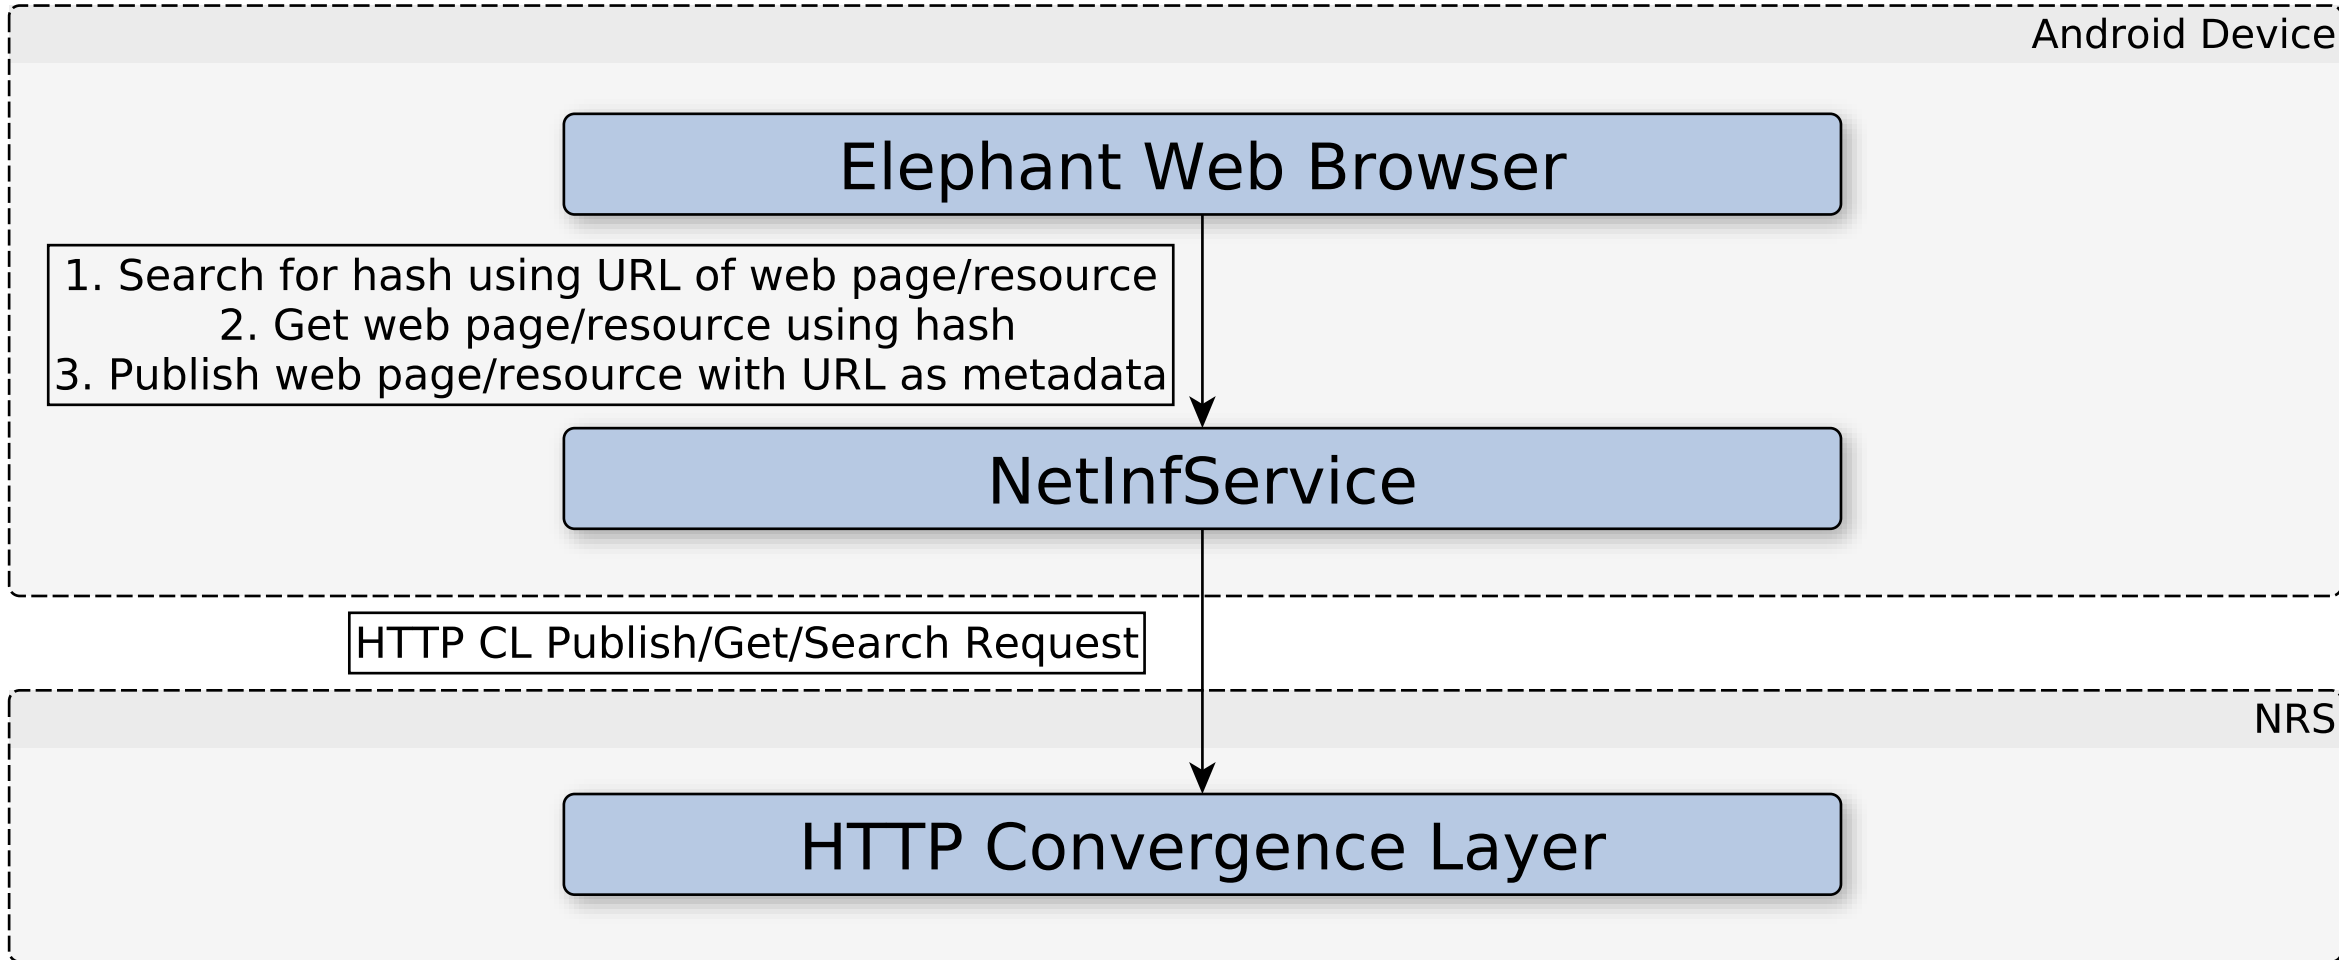 Android Device
Elephant Web Browser
1. Search for hash using URL of web page/resource
2. Get web page/resource using hash
3. Publish web page/resource with URL as metadata
NetInfService
HTTP CL Publish/Get/Search Request
NRS
HTTP Convergence Layer